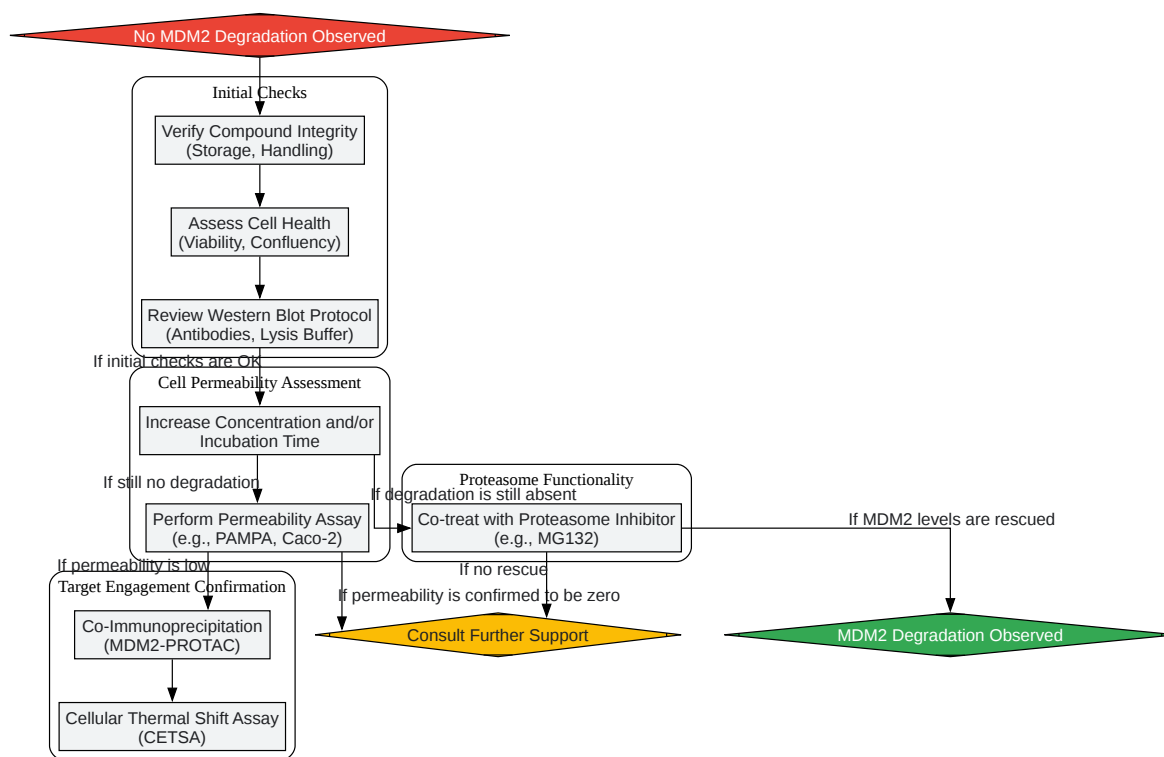 No MDM2 Degradation Observed
Initial Checks
Verify Compound Integrity
(Storage, Handling)
Assess Cell Health
(Viability, Confluency)
Review Western Blot Protocol
(Antibodies, Lysis Buffer)
If initial checks are OK
Cell Permeability Assessment
Increase Concentration and/or
Incubation Time
If still no degradation
Proteasome Functionality
If degradation is still absent
Perform Permeability Assay
(e.g., PAMPA, Caco-2)
Co-treat with Proteasome Inhibitor
(e.g., MG132)
If MDM2 levels are rescued
If permeability is low
If no rescue
Target Engagement Confirmation
If permeability is confirmed to be zero
Co-Immunoprecipitation
(MDM2-PROTAC)
Consult Further Support
MDM2 Degradation Observed
Cellular Thermal Shift Assay
(CETSA)